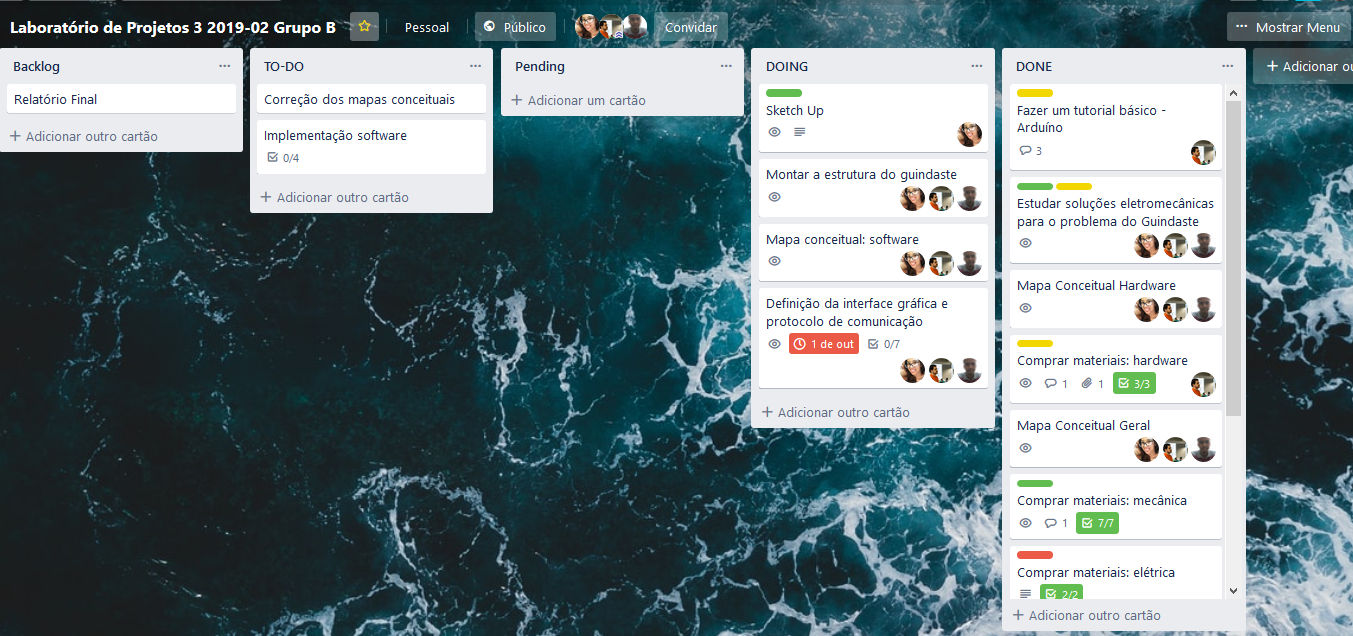 Laboratório de Projetos 3 2019-02 Grupo B
Pessoal
Público
Convidar
Mostrar Menu
Backlog
Relatório Final
Adicionar outro cartão
TO-DO
Correção dos mapas conceituais
Implementação software
0/4
Adicionar outro cartão
Pending
Adicionar um cartão
DOING
Sketch Up
Montar a estrutura do guindaste
Mapa conceitual: software
Definição da interface gráfica e
protocolo de comunicação
1 de out 0/7
Adicionar outro cartão
DONE
Fazer um tutorial básico -
Arduíno
3
Estudar soluções eletromecânicas
para o problema do Guindaste
Mapa Conceitual Hardware
Comprar materiais: hardware
1 1 3/3
Mapa Conceitual Geral
Comprar materiais: mecânica
1 7/7
Comprar materiais: elétrica
2/2
Adicionar outro cartão
Adicionar ou